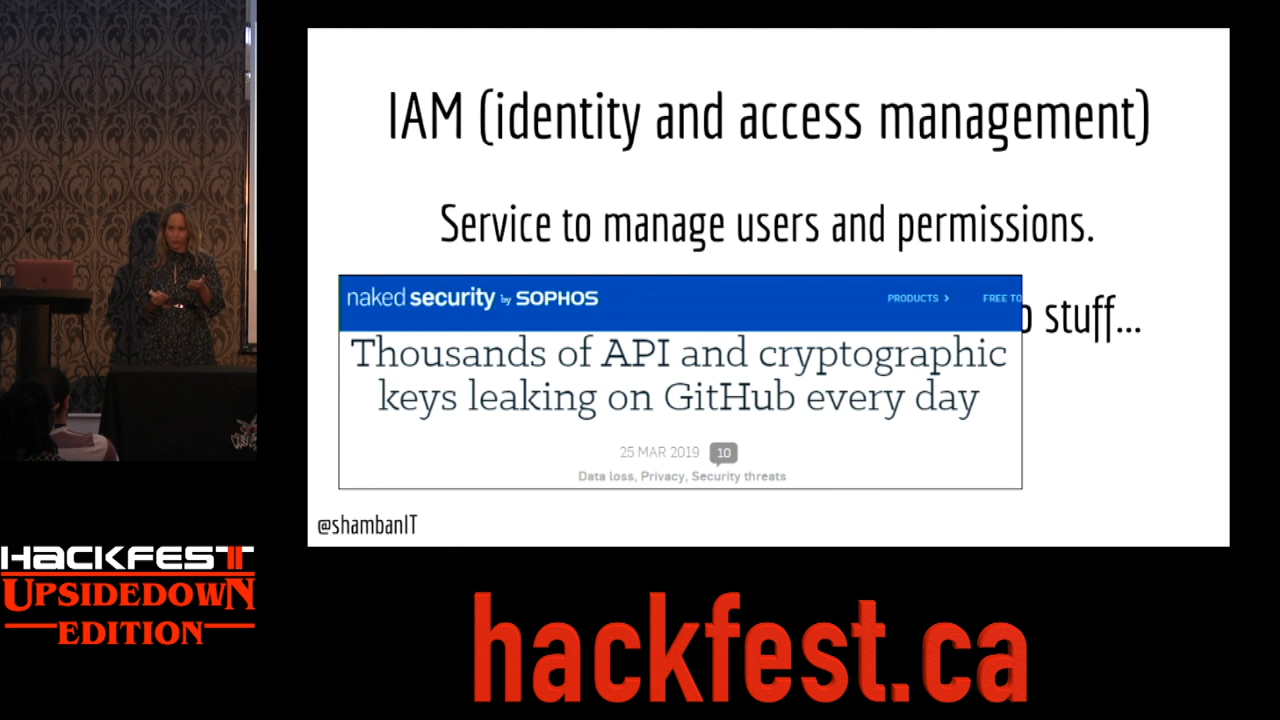 IAM (identity and access management)
Service to manage users and permissions.
stuff...
naked security by SOPHOS
PRODUCTS >
FREE TO
Thousands of API and cryptographic
keys leaking on GitHub every day
25 MAR 2019 10
Data loss, Privacy, Security threats
@shambanIT
HACKFEST
UPSIDEDOWN
EDITION
hackfest.ca